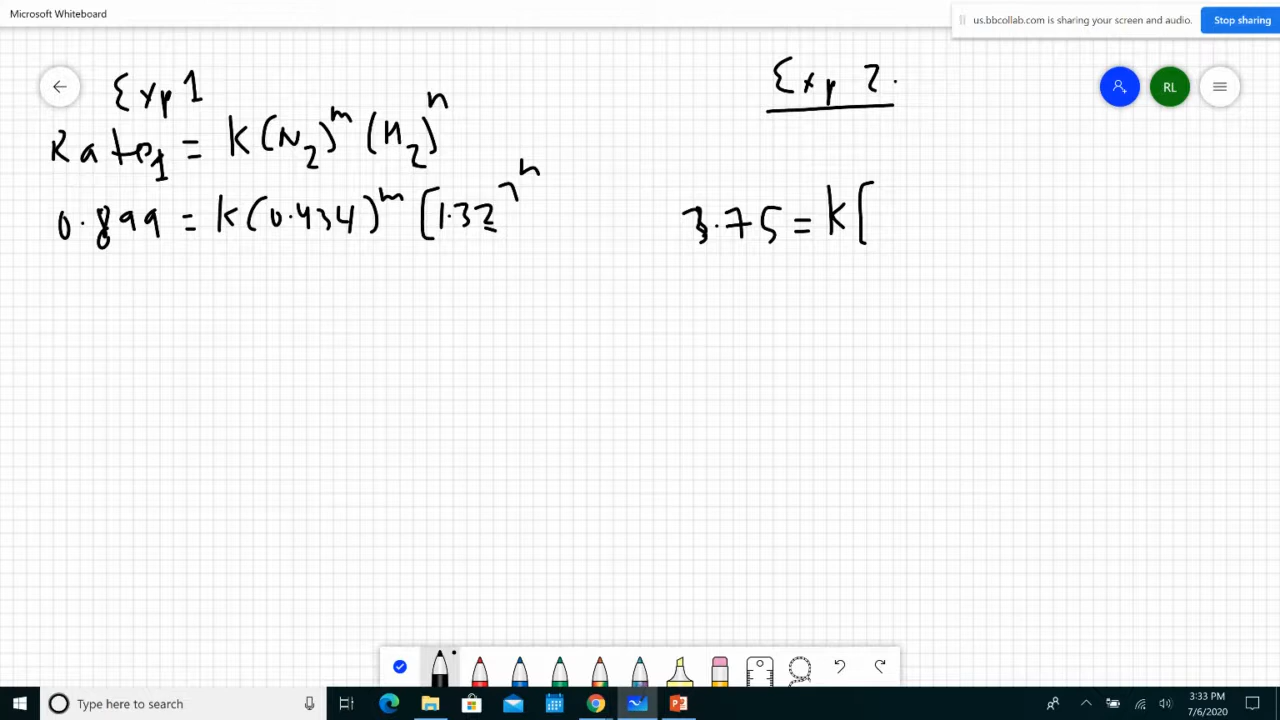 Microsoft Whiteboard
us.bbcollab.com is sharing your screen and audio.
Stop sharing
RL
Exp 1
Rate₁ = K(N₂)^m (H₂)^n
0.899 = K(0.434)^m [1.32]^n
Exp 2.
3.75 = K[
Type here to search
3:33 PM
7/6/2020